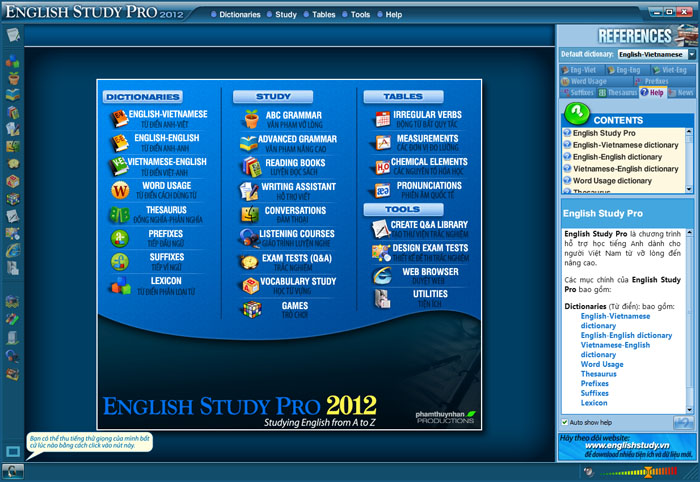 ENGLISH STUDY PRO 2012
Dictionaries
Study
Tables
Tools
Help
REFERENCES
Default dictionary: English-Vietnamese
Eng-Viet
Eng-Eng
Viet-Eng
Word Usage
Prefixes
Suffixes
Thesaurus
Help
News
CONTENTS
English Study Pro
English-Vietnamese dictionary
English-English dictionary
Vietnamese-English dictionary
Word Usage dictionary
Thesaurus
English Study Pro
English Study Pro là chương trình
hỗ trợ học tiếng Anh dành cho
người Việt Nam từ vỡ lòng đến
nâng cao.
Các mục chính của English Study
Pro bao gồm:
Dictionaries (Từ điển): bao gồm:
English-Vietnamese
dictionary
English-English dictionary
Vietnamese-English
dictionary
Word Usage
Thesaurus
Prefixes
Suffixes
Lexicon
Auto show help
Hãy theo dõi website:
www.englishstudy.vn
để download nhiều tiện ích và dữ liệu mới.
DICTIONARIES
ENGLISH-VIETNAMESE
TỪ ĐIỂN ANH-VIỆT
ENGLISH-ENGLISH
TỪ ĐIỂN ANH-ANH
VIETNAMESE-ENGLISH
TỪ ĐIỂN VIỆT-ANH
WORD USAGE
TỪ ĐIỂN CÁCH DÙNG TỪ
THESAURUS
ĐỒNG NGHĨA-PHẢN NGHĨA
PREFIXES
TIẾP ĐẦU NGỮ
SUFFIXES
TIẾP VĨ NGỮ
LEXICON
TỪ ĐIỂN PHÂN LOẠI TỪ
STUDY
ABC GRAMMAR
VĂN PHẠM VỠ LÒNG
ADVANCED GRAMMAR
VĂN PHẠM NÂNG CAO
READING BOOKS
LUYỆN ĐỌC SÁCH
WRITING ASSISTANT
HỖ TRỢ VIẾT
CONVERSATIONS
ĐÀM THOẠI
LISTENING COURSES
GIÁO TRÌNH LUYỆN NGHE
EXAM TESTS (Q&A)
TRẮC NGHIỆM
VOCABULARY STUDY
HỌC TỪ VỰNG
GAMES
TRÒ CHƠI
TABLES
IRREGULAR VERBS
ĐỘNG TỪ BẤT QUY TẮC
MEASUREMENTS
CÁC ĐƠN VỊ ĐO LƯỜNG
CHEMICAL ELEMENTS
CÁC NGUYÊN TỐ HÓA HỌC
PRONUNCIATIONS
PHIÊN ÂM QUỐC TẾ
TOOLS
CREATE Q&A LIBRARY
TẠO THƯ VIỆN TRẮC NGHIỆM
DESIGN EXAM TESTS
THIẾT KẾ ĐỀ THI TRẮC NGHIỆM
WEB BROWSER
DUYỆT WEB
UTILITIES
TIỆN ÍCH
ENGLISH STUDY PRO 2012
Studying English from A to Z
phamthuynhan
PRODUCTIONS
Bạn có thể thu tiếng thử giọng của mình bất
cứ lúc nào bằng cách click vào nút này.